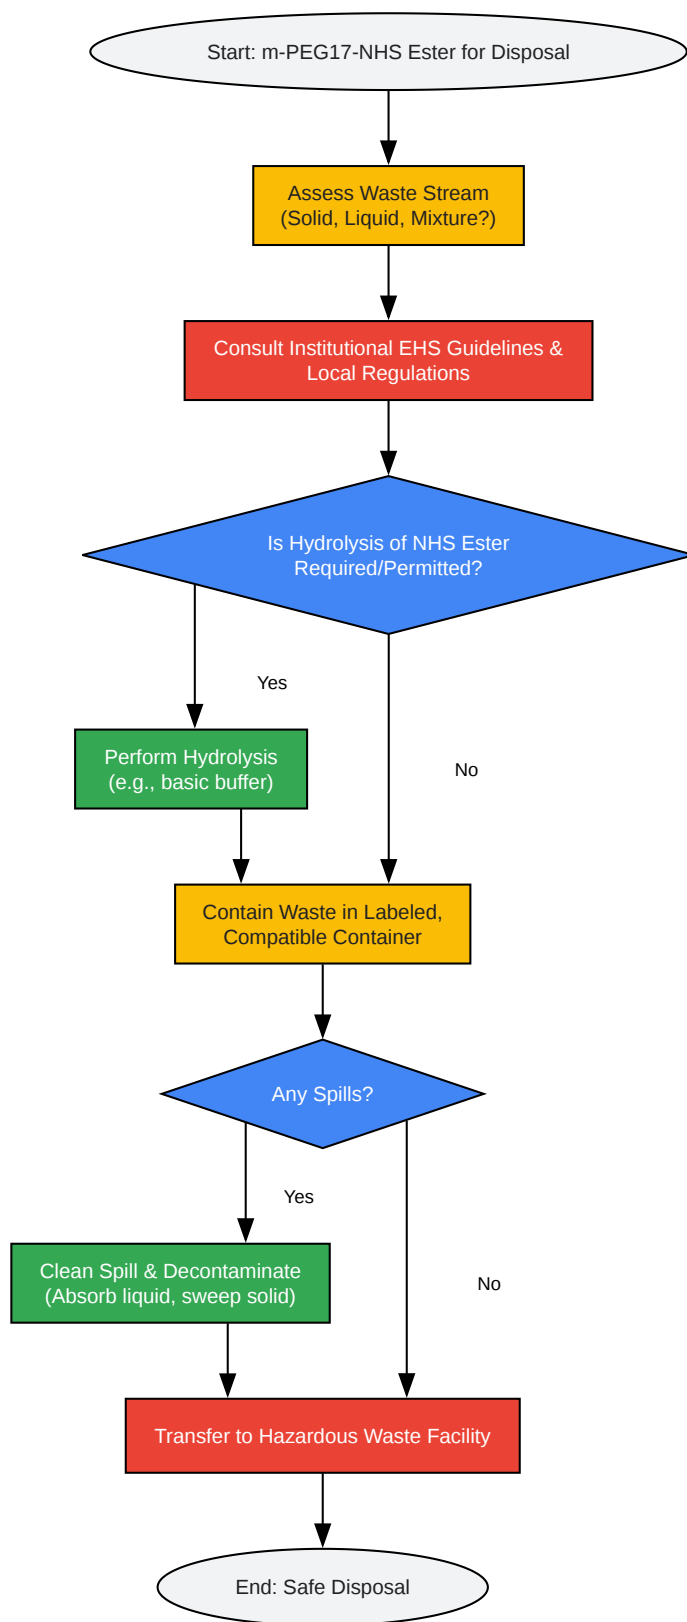 Start: m-PEG17-NHS Ester for Disposal
Assess Waste Stream
(Solid, Liquid, Mixture?)
Consult Institutional EHS Guidelines &
Local Regulations
Is Hydrolysis of NHS Ester
Required/Permitted?
Yes
Perform Hydrolysis
(e.g., basic buffer)
No
Contain Waste in Labeled,
Compatible Container
Any Spills?
Yes
Clean Spill & Decontaminate
(Absorb liquid, sweep solid)
No
Transfer to Hazardous Waste Facility
End: Safe Disposal